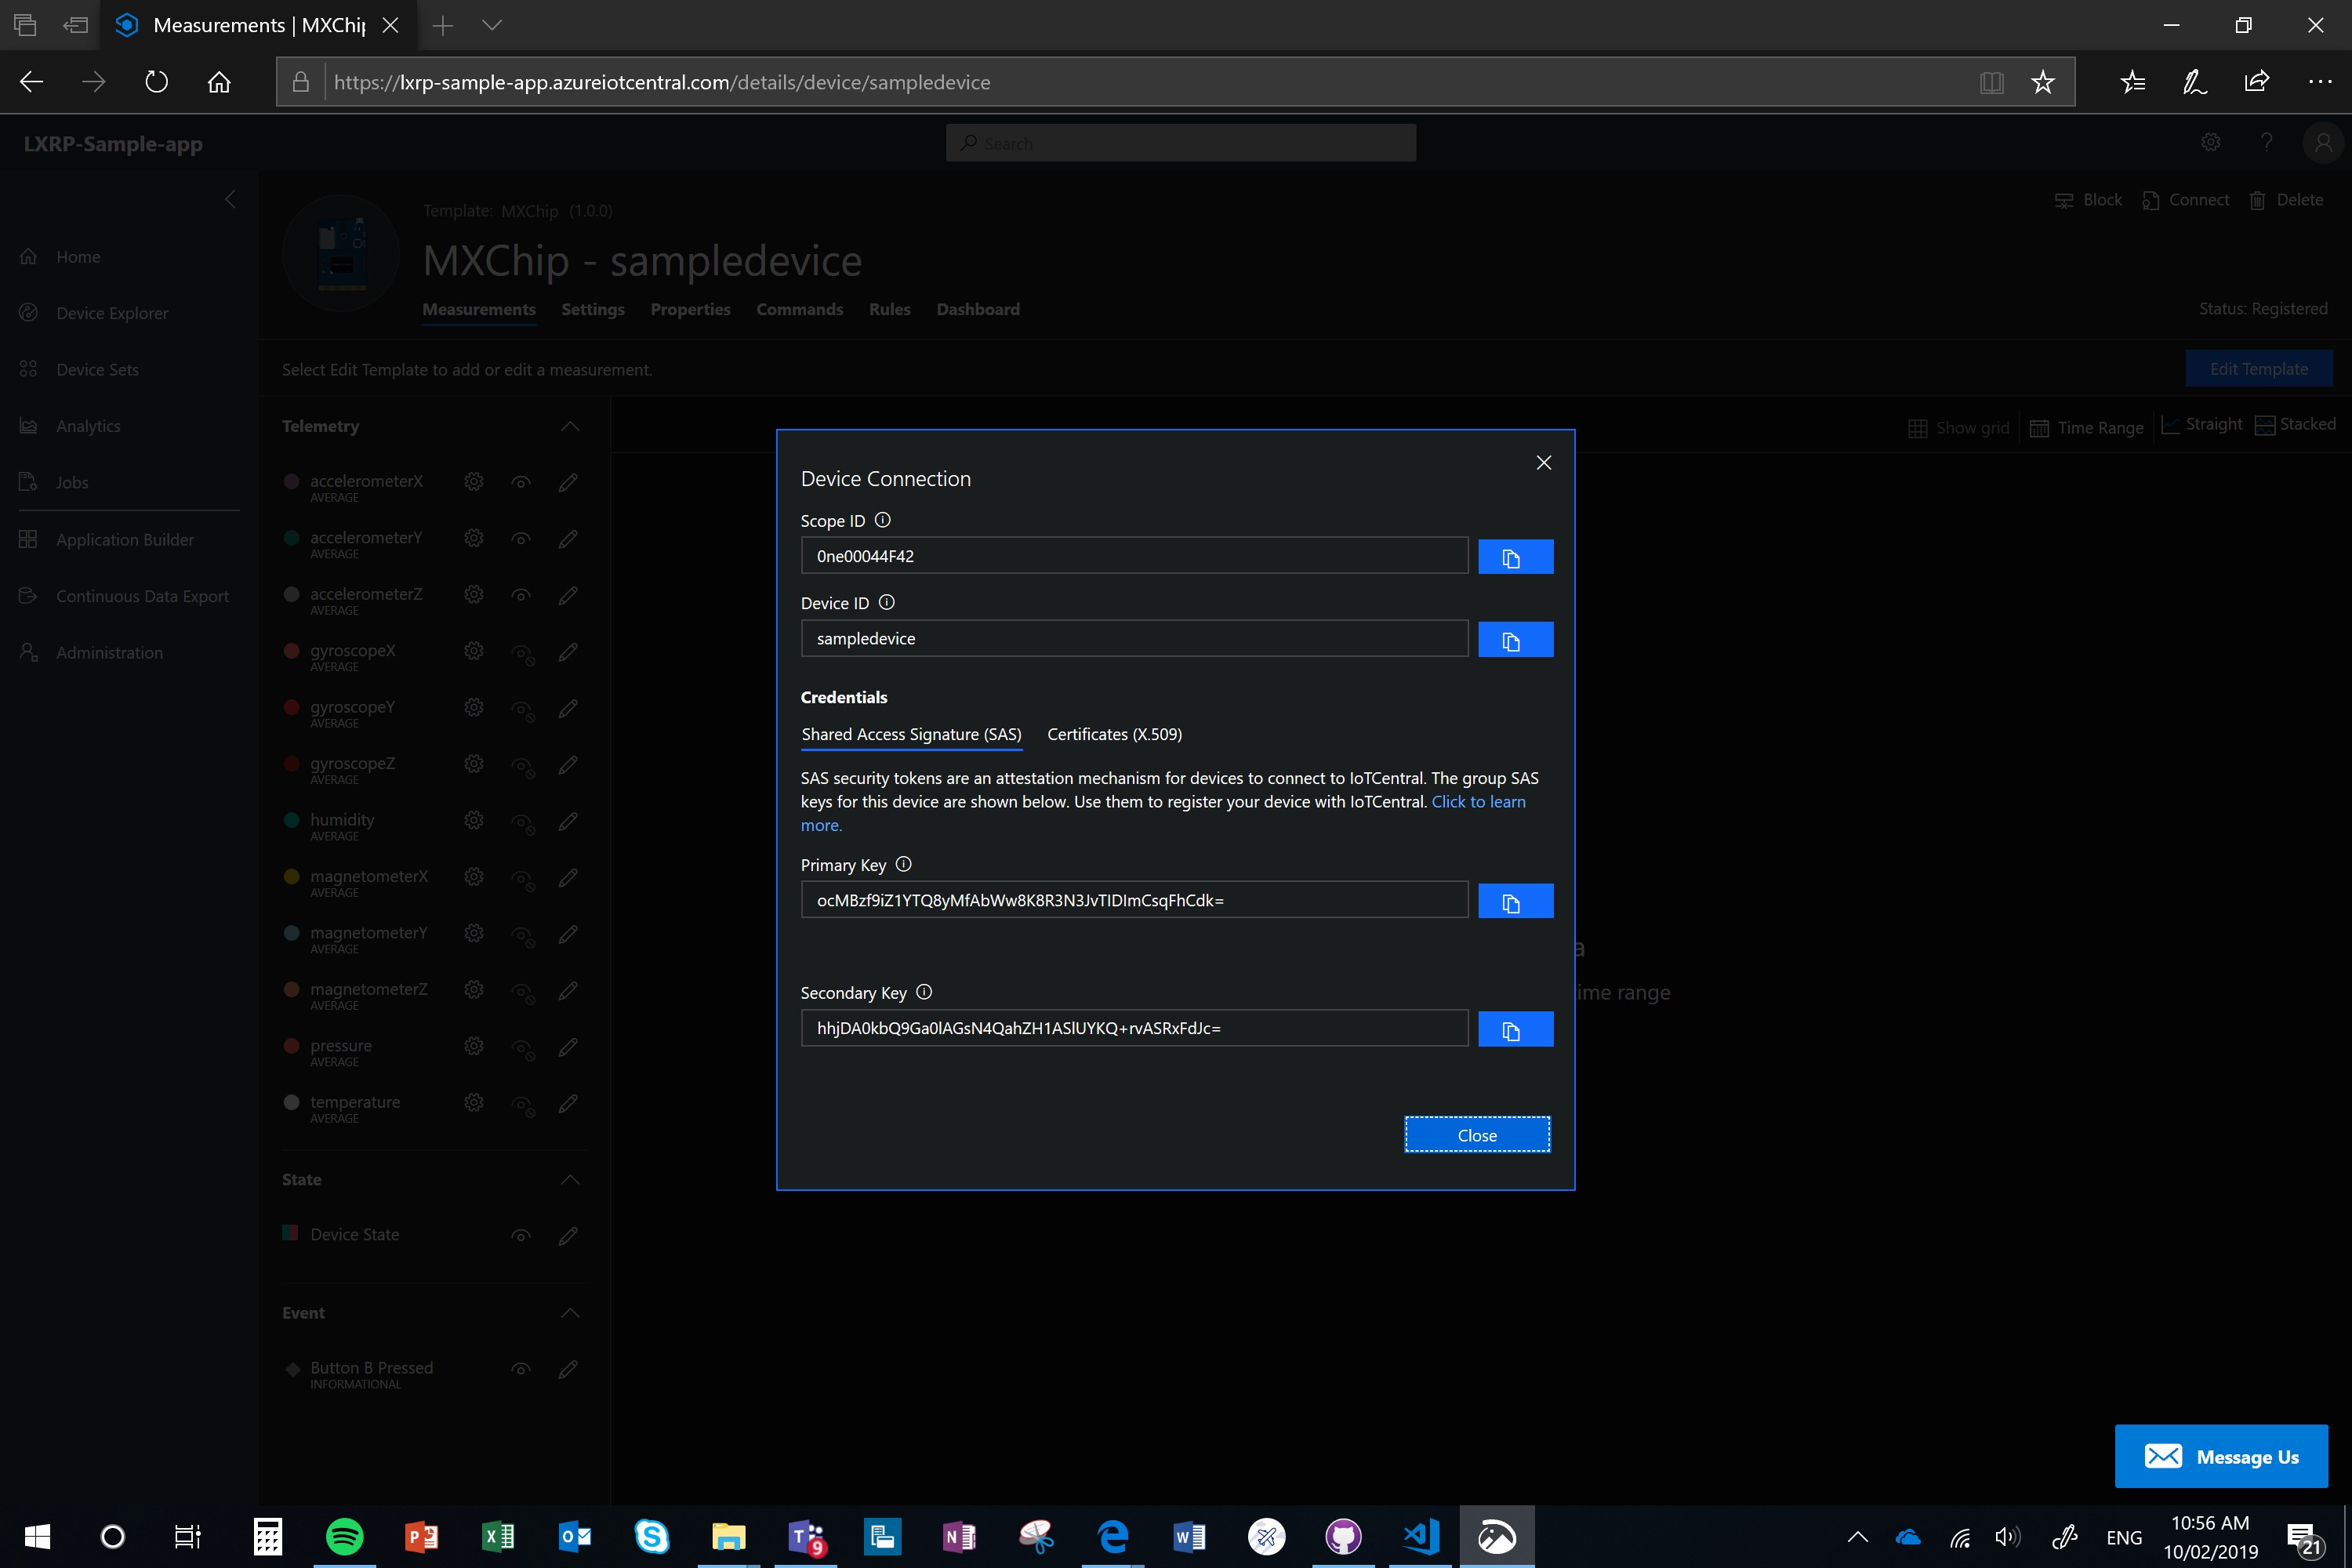 Measurements | MXChip
https://lxrp-sample-app.azureiotcentral.com/details/device/sampledevice
LXRP-Sample-app
Search
Block
Connect
Delete
Home
Device Explorer
Device Sets
Analytics
Jobs
Application Builder
Continuous Data Export
Administration
Template: MXChip (1.0.0)
MXChip - sampledevice
Measurements Settings Properties Commands Rules Dashboard
Status: Registered
Select Edit Template to add or edit a measurement.
Edit Template
Show grid
Time Range
Straight
Stacked
Telemetry
accelerometerX
AVERAGE
accelerometerY
AVERAGE
accelerometerZ
AVERAGE
gyroscopeX
AVERAGE
gyroscopeY
AVERAGE
gyroscopeZ
AVERAGE
humidity
AVERAGE
magnetometerX
AVERAGE
magnetometerY
AVERAGE
magnetometerZ
AVERAGE
pressure
AVERAGE
temperature
AVERAGE
State
Device State
Event
Button B Pressed
INFORMATIONAL
Device Connection
Scope ID
0ne00044F42
Device ID
sampledevice
Credentials
Shared Access Signature (SAS) Certificates (X.509)
SAS security tokens are an attestation mechanism for devices to connect to IoTCentral. The group SAS
keys for this device are shown below. Use them to register your device with IoTCentral. Click to learn
more.
Primary Key
ocMBzf9iZ1YTQ8yMfAbWw8K8R3N3JvTIDImCsqFhCdk=
Secondary Key
hhjDA0kbQ9Ga0lAGsN4QahZH1ASlUYKQ+rvASRxFdJc=
Close
a
ime range
Message Us
ENG
10:56 AM
10/02/2019
9
21